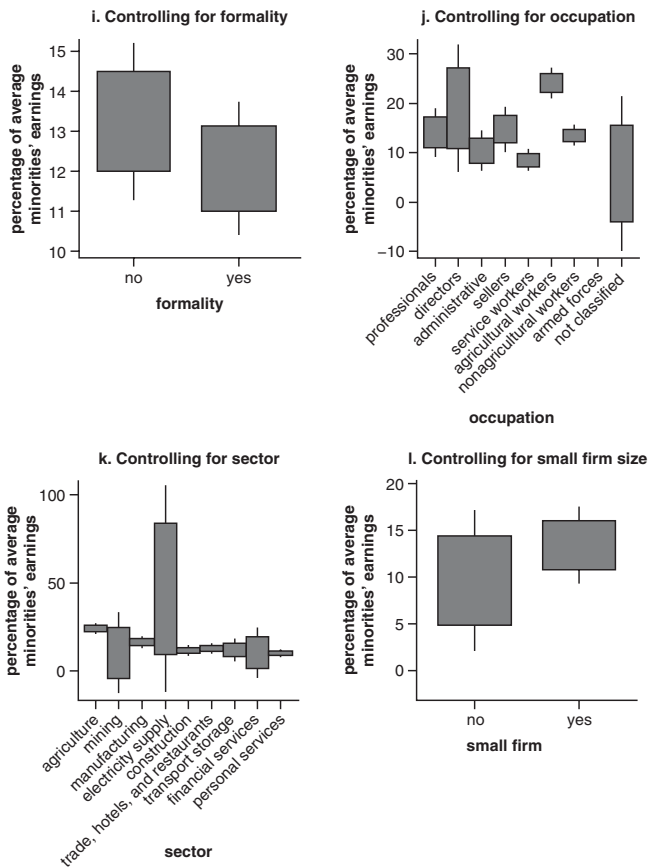 i. Controlling for formality
percentage of average
minorities’ earnings
15
14
13
12
11
10
no
yes
formality
j. Controlling for occupation
percentage of average
minorities’ earnings
30
20
10
0
−10
professionals
directors
administrative
sellers
service workers
agricultural workers
nonagricultural workers
armed forces
not classified
occupation
k. Controlling for sector
percentage of average
minorities’ earnings
100
50
0
agriculture
mining
manufacturing
electricity supply
construction
trade, hotels, and restaurants
transport storage
financial services
personal services
sector
l. Controlling for small firm size
percentage of average
minorities’ earnings
20
15
10
5
0
no
yes
small firm